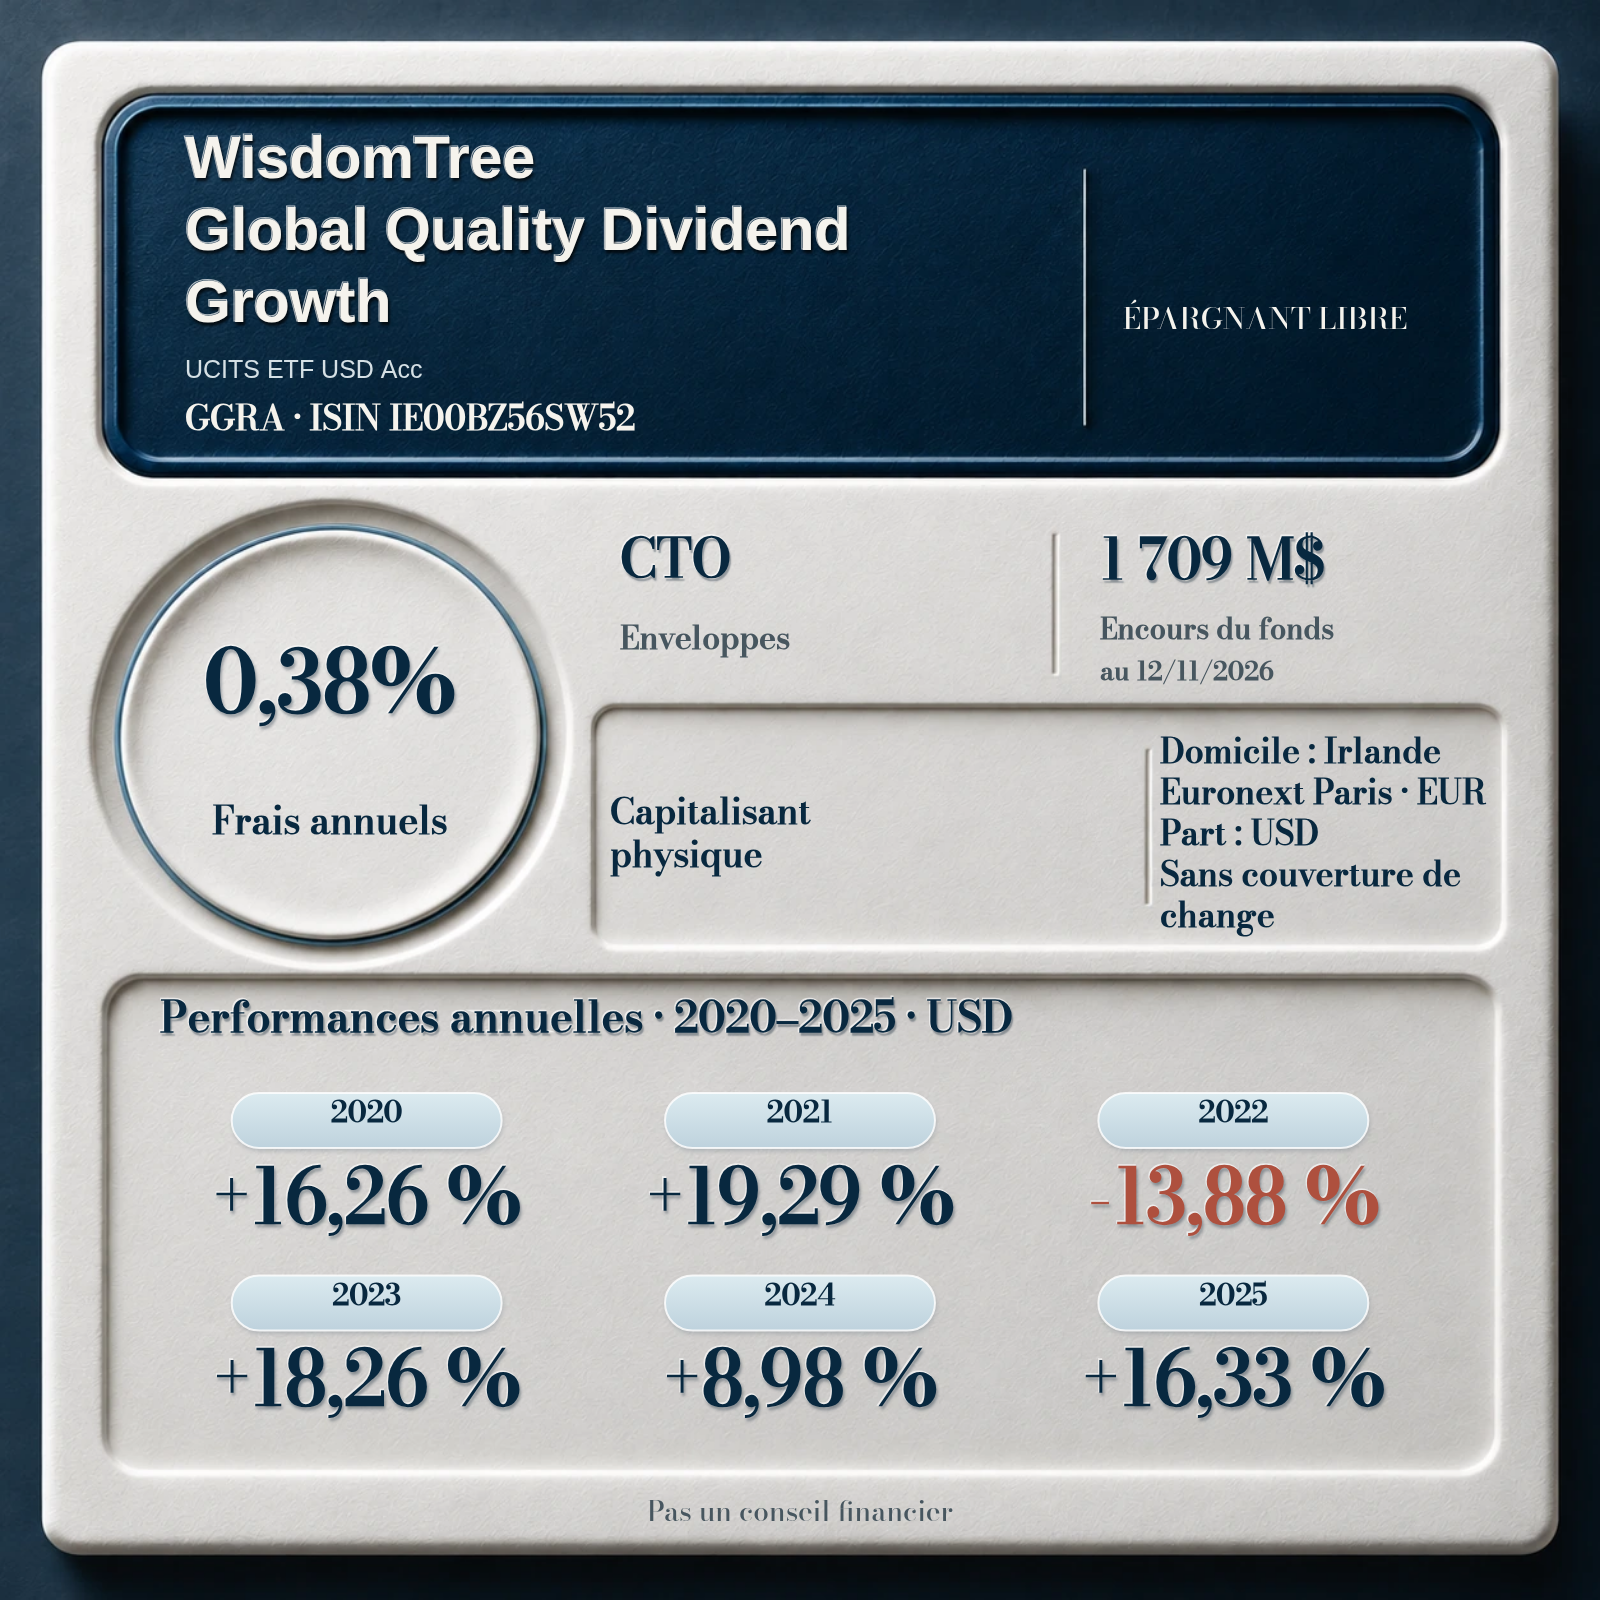 WisdomTree
Global Quality Dividend
Growth
UCITS ETF USD Acc
GGRA · ISIN IE00BZ56SW52
ÉPARGNANT LIBRE
0,38%
Frais annuels
CTO
Enveloppes
1 709 M$
Encours du fonds
au 12/11/2026
Capitalisant
physique
Domicile : Irlande
Euronext Paris · EUR
Part : USD
Sans couverture de
change
Performances annuelles · 2020–2025 · USD
2020
2021
2022
+16,26 %
+19,29 %
-13,88 %
2023
2024
2025
+18,26 %
+8,98 %
+16,33 %
Pas un conseil financier